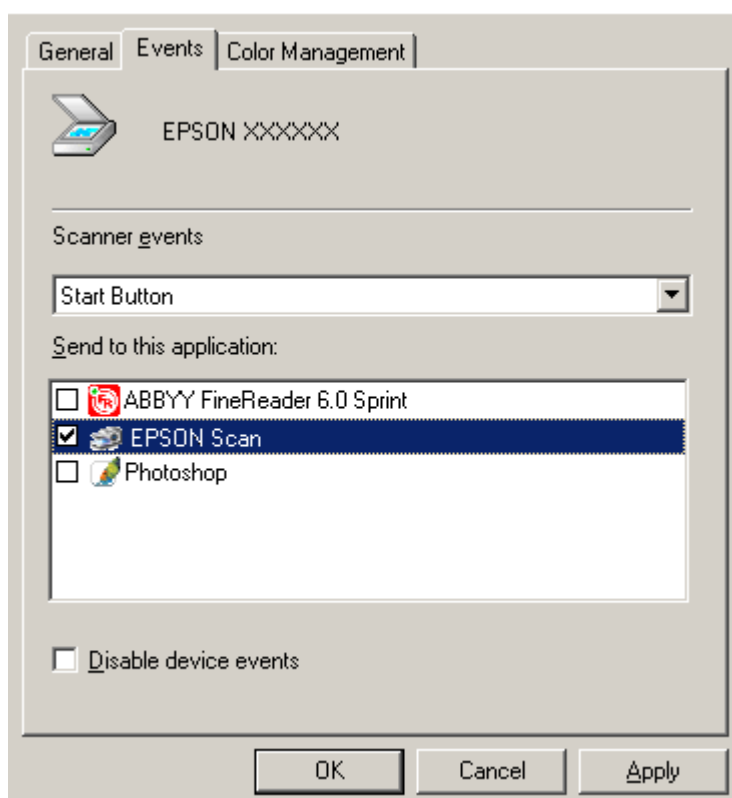 General Events Color Management
EPSON XXXXXX
Scanner events
Start Button
Send to this application:
ABBYY FineReader 6.0 Sprint
EPSON Scan
Photoshop
Disable device events
OK Cancel Apply